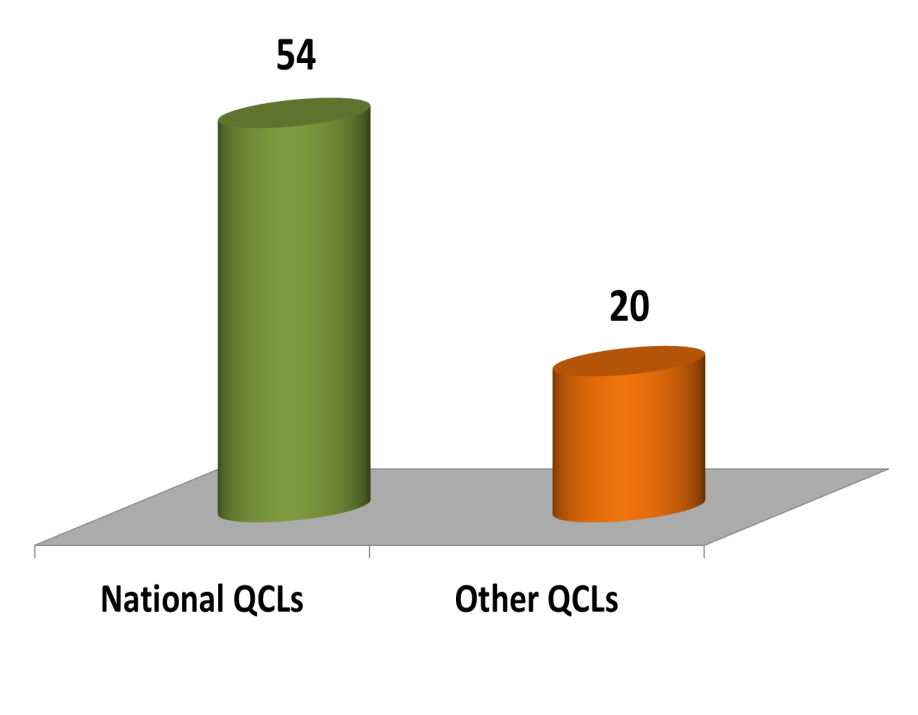 54
20
National QCLs
Other QCLs